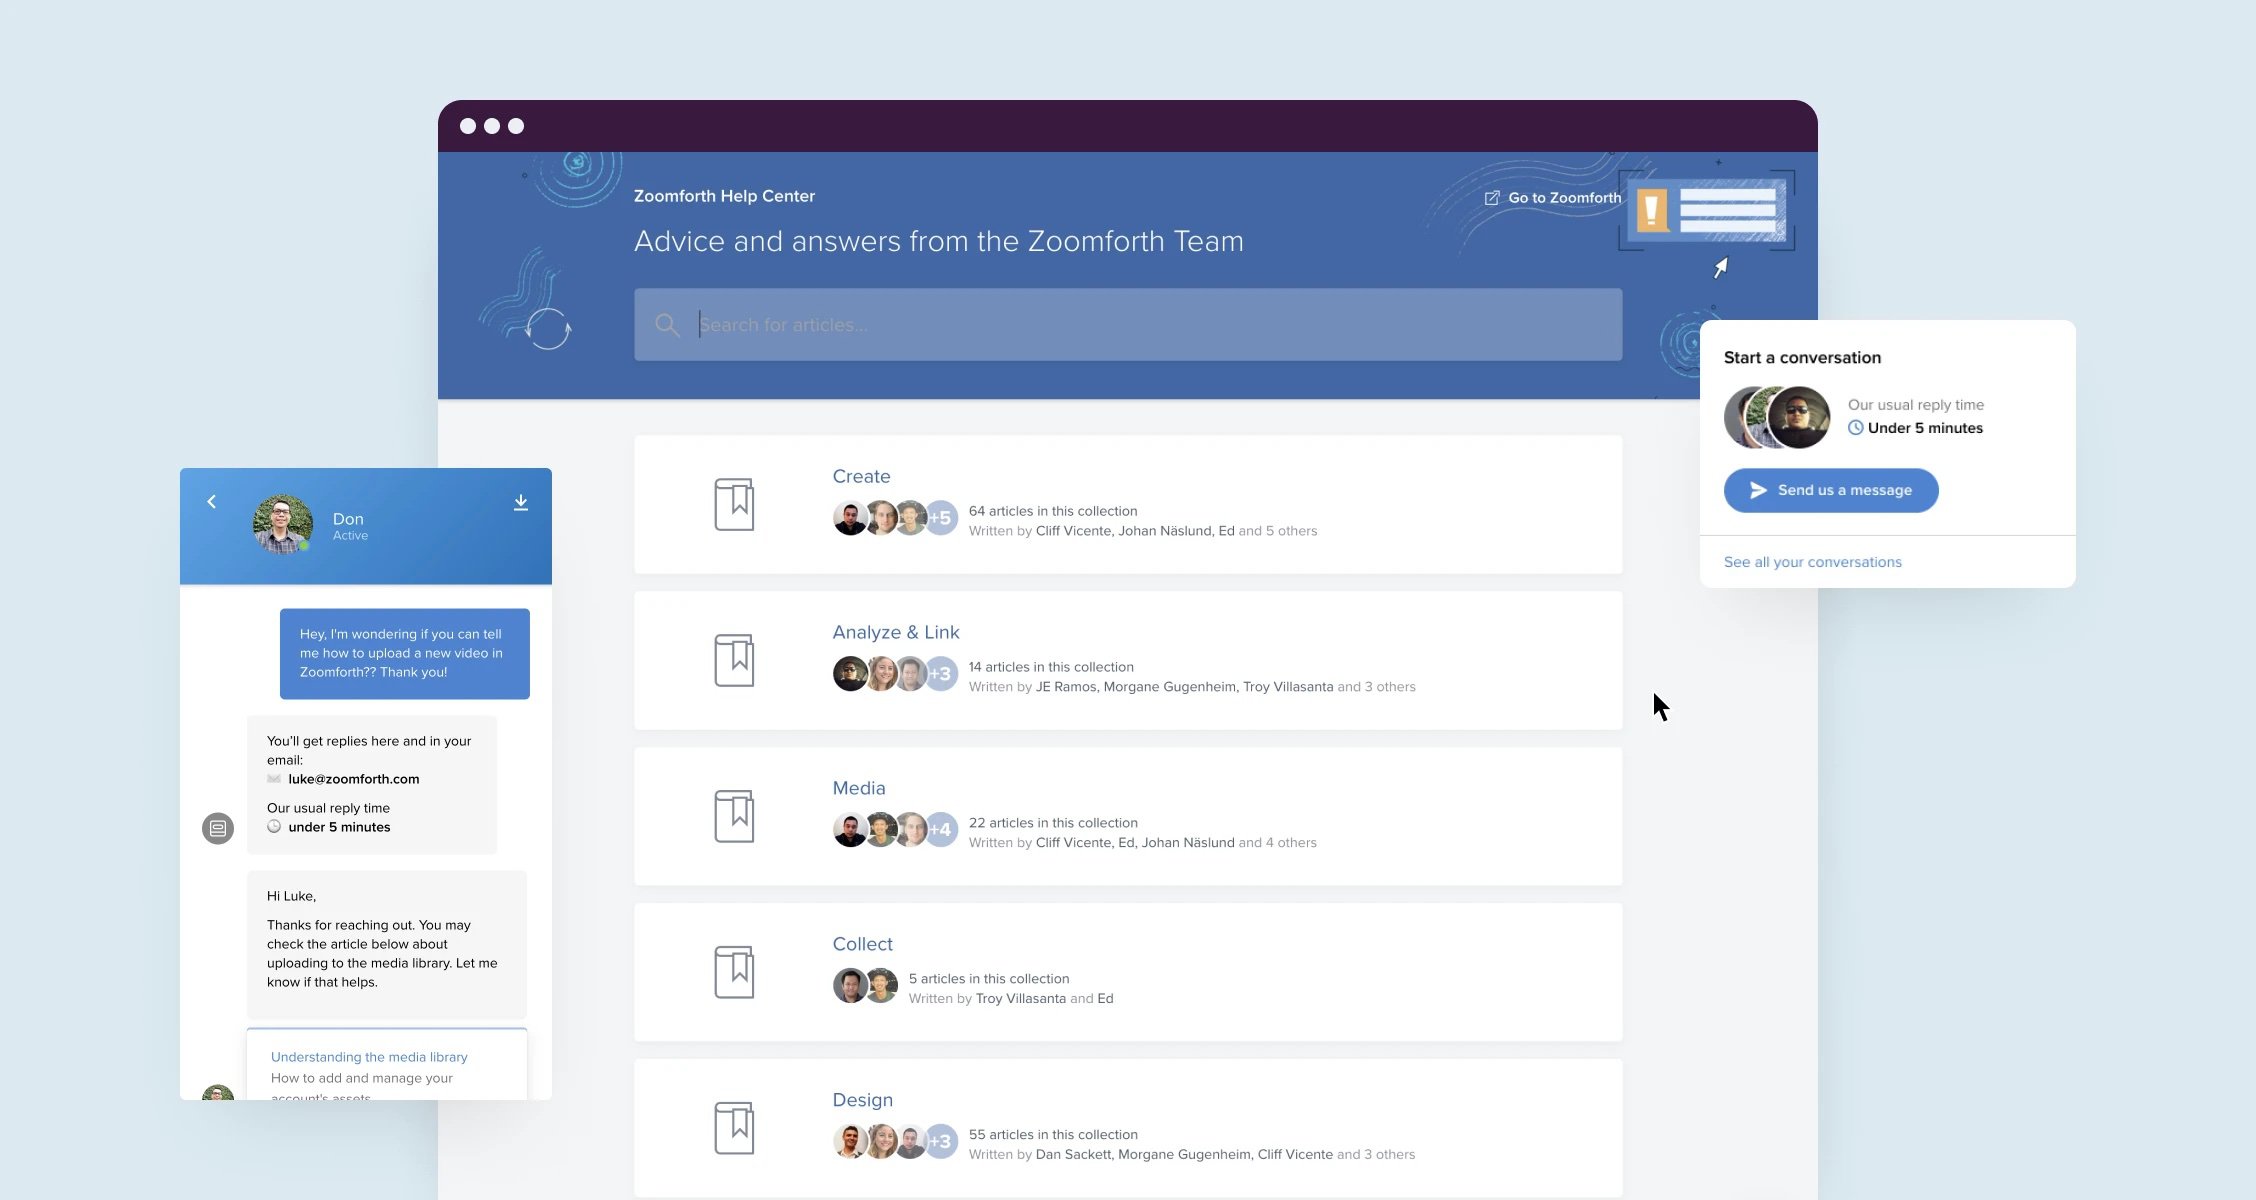 Zoomforth Help Center
Go to Zoomforth
Advice and answers from the Zoomforth Team
Search for articles...
Create
+5
64 articles in this collection
Written by Cliff Vicente, Johan Näslund, Ed and 5 others
Analyze & Link
+3
14 articles in this collection
Written by JE Ramos, Morgane Gugenheim, Troy Villasanta and 3 others
Media
+4
22 articles in this collection
Written by Cliff Vicente, Ed, Johan Näslund and 4 others
Collect
5 articles in this collection
Written by Troy Villasanta and Ed
Design
+3
55 articles in this collection
Written by Dan Sackett, Morgane Gugenheim, Cliff Vicente and 3 others
Start a conversation
Our usual reply time
Under 5 minutes
Send us a message
See all your conversations
Don
Active
Hey, I'm wondering if you can tell
me how to upload a new video in
Zoomforth?? Thank you!
You'll get replies here and in your
email:
luke@zoomforth.com
Our usual reply time
under 5 minutes
Hi Luke,
Thanks for reaching out. You may
check the article below about
uploading to the media library. Let me
know if that helps.
Understanding the media library
How to add and manage your
account's assets